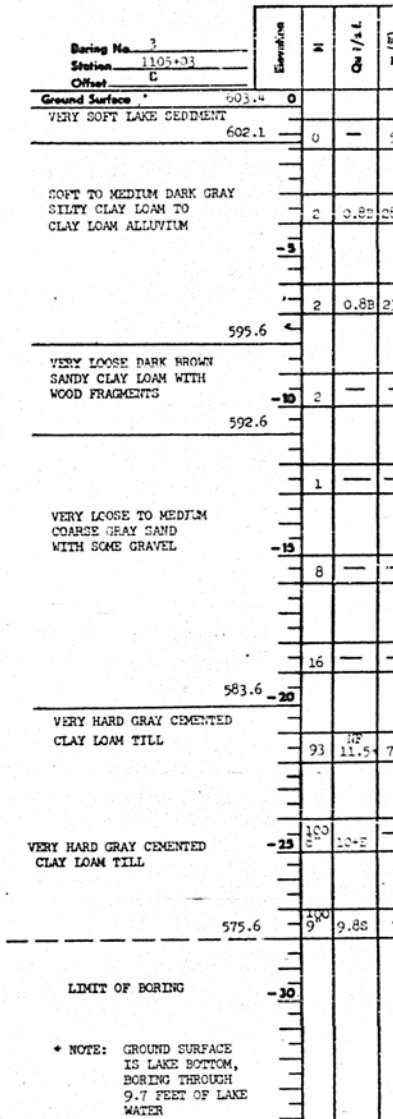 Boring No. 3
Station 1105+03
Offset
Elevation N Qu t/s.f.
Ground Surface * 603.4 0
VERY SOFT LAKE SEDIMENT
602.1 0 —
SOFT TO MEDIUM DARK GRAY
SILTY CLAY LOAM TO
CLAY LOAM ALLUVIUM
2 0.8B
-5
2 0.8B
595.6
VERY LOOSE DARK BROWN
SANDY CLAY LOAM WITH
WOOD FRAGMENTS
-10 2 —
592.6
1 —
VERY LOOSE TO MEDIUM
COARSE GRAY SAND
WITH SOME GRAVEL
-15
8 —
16 —
583.6 -20
VERY HARD GRAY CEMENTED
CLAY LOAM TILL
93 11.5+ 7
100
VERY HARD GRAY CEMENTED
CLAY LOAM TILL
-25
575.6 100
9" 9.8S
LIMIT OF BORING
-30
* NOTE: GROUND SURFACE
IS LAKE BOTTOM,
BORING THROUGH
9.7 FEET OF LAKE
WATER